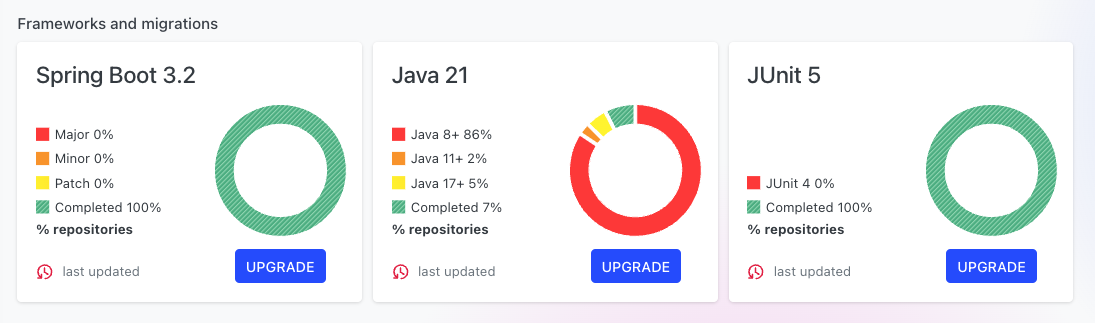 Frameworks and migrations
Spring Boot 3.2
Major 0%
Minor 0%
Patch 0%
Completed 100%
% repositories
last updated
UPGRADE
Java 21
Java 8+ 86%
Java 11+ 2%
Java 17+ 5%
Completed 7%
% repositories
last updated
UPGRADE
JUnit 5
JUnit 4 0%
Completed 100%
% repositories
last updated
UPGRADE